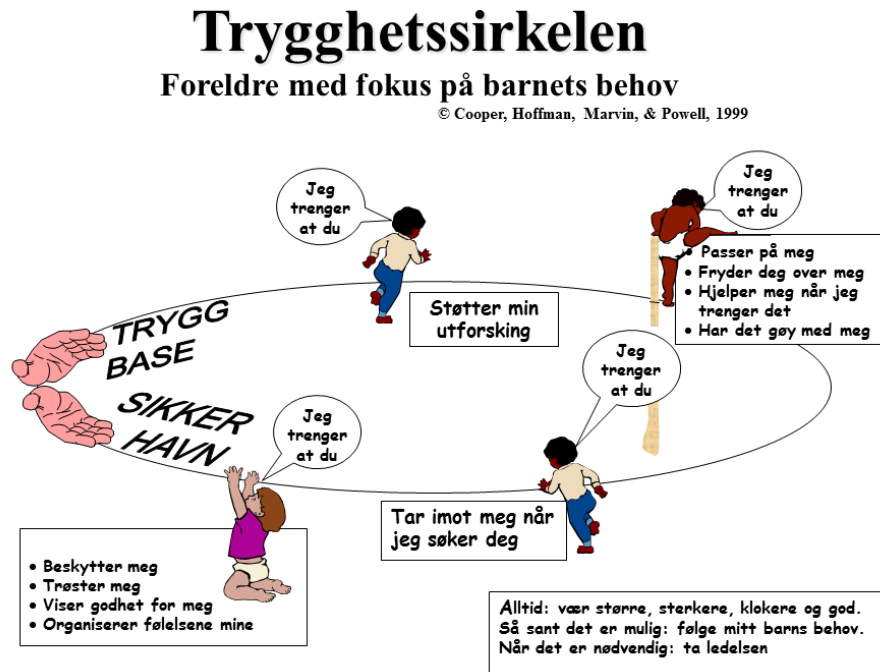 Trygghetssirkelen
Foreldre med fokus på barnets behov
© Cooper, Hoffman, Marvin, & Powell, 1999
Jeg
trenger
at du
Støtter min
utforsking
Jeg
trenger
at du
• Passer på meg
• Fryder deg over meg
• Hjelper meg når jeg
trenger det
• Har det gøy med meg
TRYGG
BASE
SIKKER
HAVN
Jeg
trenger
at du
Tar imot meg når
jeg søker deg
Jeg
trenger
at du
• Beskytter meg
• Trøster meg
• Viser godhet for meg
• Organiserer følelsene mine
Alltid: vær større, sterkere, klokere og god.
Så sant det er mulig: følge mitt barns behov.
Når det er nødvendig: ta ledelsen